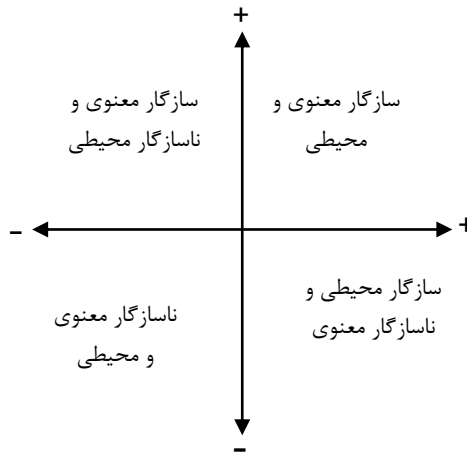 +
سازگار معنوی و
محیطی
سازگار معنوی و
ناسازگار محیطی
+
-
سازگار محیطی و
ناسازگار معنوی
ناسازگار معنوی
و محیطی
-